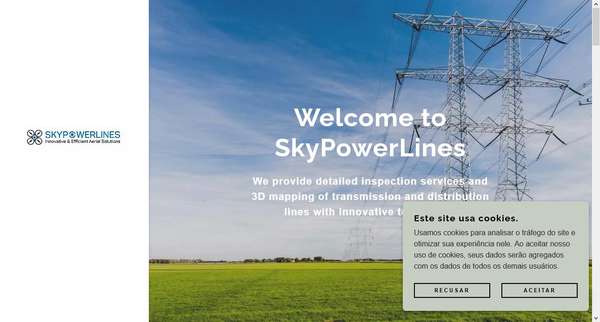 SKYPOWERLINES
Innovative & Efficient Aerial Solutions
Welcome to
SkyPowerLines
We provide detailed inspection services and
3D mapping of transmission and distribution
lines with innovative
Este site usa cookies.
Usamos cookies para analisar o tráfego do site e
otimizar sua experiência nele. Ao aceitar nosso
uso de cookies, seus dados serão agregados
com os dados de todos os demais usuários.
RECUSAR
ACEITAR